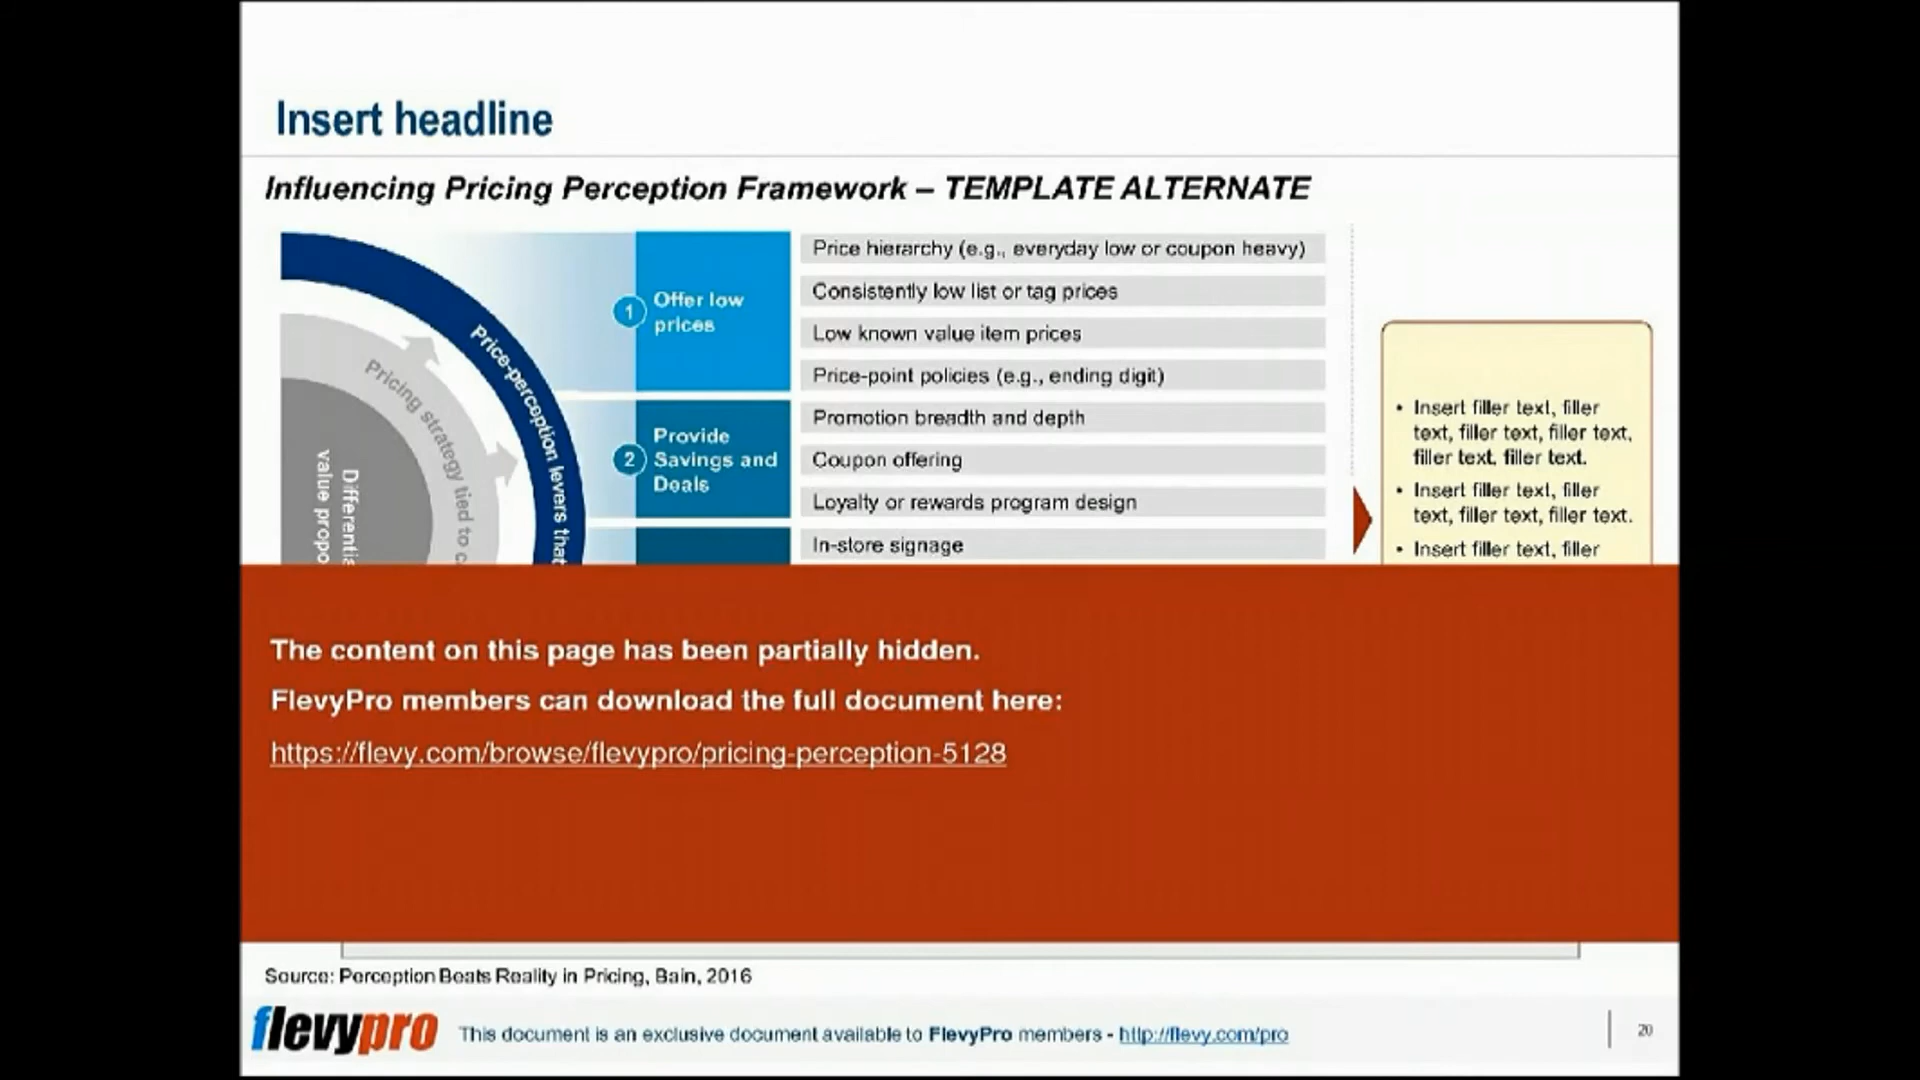 Insert headline
Influencing Pricing Perception Framework – TEMPLATE ALTERNATE
Price-perception levers that
Pricing strategy tied to
value
1
Offer low
prices
Price hierarchy (e.g., everyday low or coupon heavy)
Consistently low list or tag prices
Low known value item prices
Price-point policies (e.g., ending digit)
2
Provide
Savings and
Deals
Promotion breadth and depth
Coupon offering
Loyalty or rewards program design
In-store signage
• Insert filler text, filler
text, filler text, filler text,
filler text, filler text.
• Insert filler text, filler
text, filler text, filler text.
• Insert filler text, filler
The content on this page has been partially hidden.
FlevyPro members can download the full document here:
https://flevy.com/browse/flevypro/pricing-perception-5128
Source: Perception Beats Reality in Pricing, Bain, 2016
flevypro
This document is an exclusive document available to FlevyPro members - http://flevy.com/pro
20